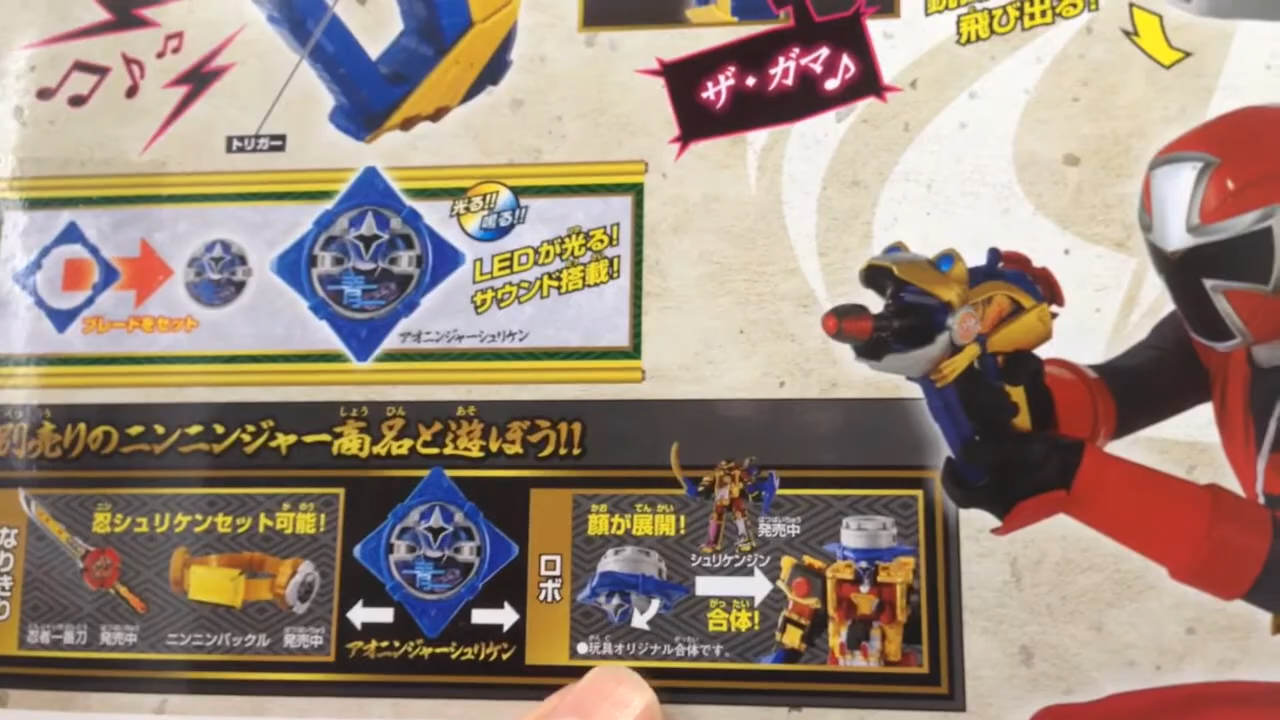 飛び出る!
ザ・ガマ♪
トリガー
光る!!
鳴る!!
LEDが光る!
サウンド搭載!
ブレードをセット
青
アオニンジャーシュリケン
別売りのニンニンジャー商品と遊ぼう!!
なりきり
忍シュリケンセット可能!
忍者一番刀 発売中
ニンニンバックル 発売中
青
アオニンジャーシュリケン
ロボ
顔が展開!
発売中
シュリケンジン
合体!
●玩具オリジナル合体です。